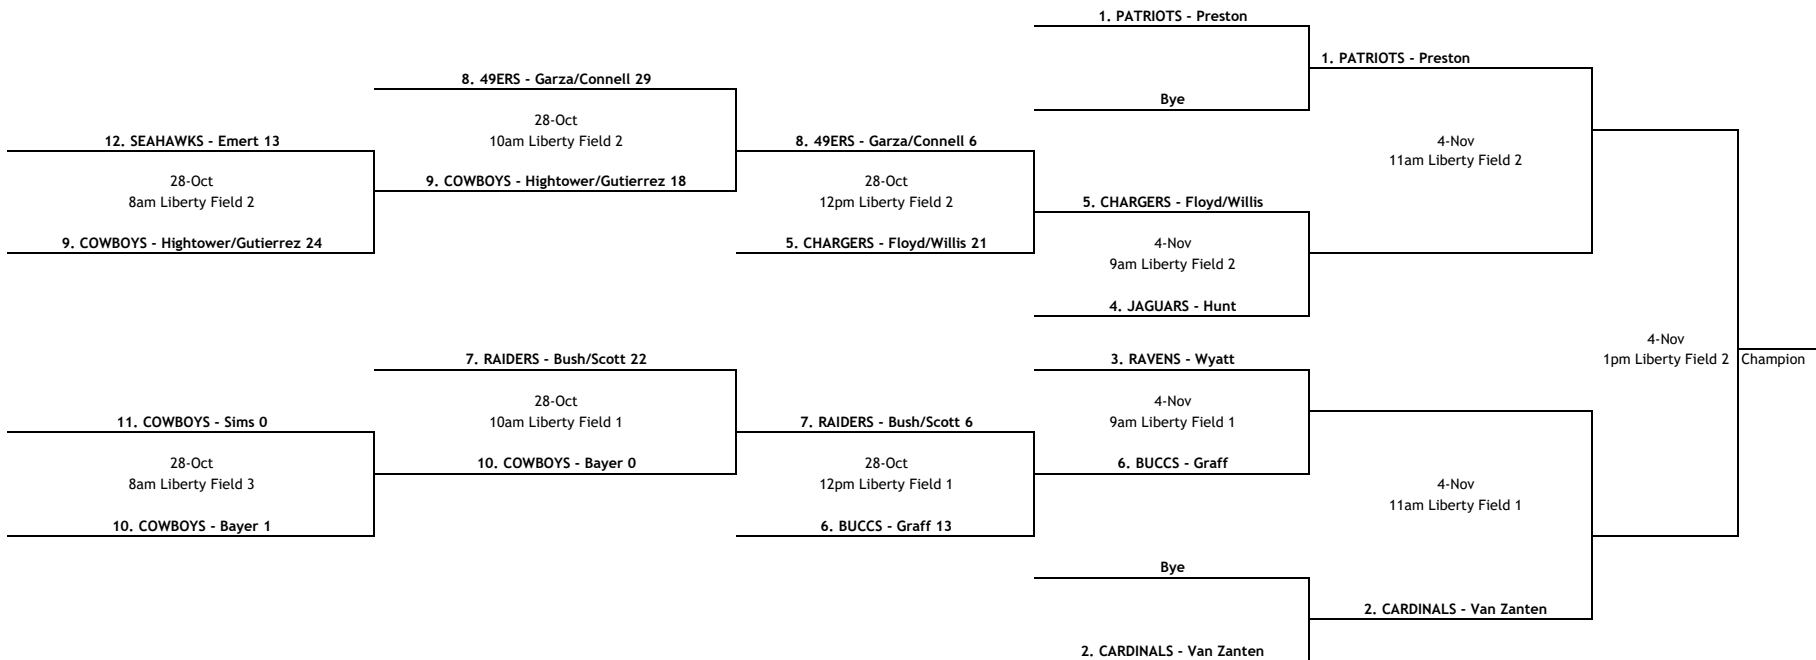 1. PATRIOTS - Preston
1. PATRIOTS - Preston
8. 49ERS - Garza/Connell 29
Bye
28-Oct
10am Liberty Field 2
12. SEAHAWKS - Emert 13
8. 49ERS - Garza/Connell 6
4-Nov
11am Liberty Field 2
28-Oct
8am Liberty Field 2
9. COWBOYS - Hightower/Gutierrez 18
28-Oct
12pm Liberty Field 2
5. CHARGERS - Floyd/Willis
9. COWBOYS - Hightower/Gutierrez 24
5. CHARGERS - Floyd/Willis 21
4-Nov
9am Liberty Field 2
4. JAGUARS - Hunt
4-Nov
1pm Liberty Field 2
Champion
7. RAIDERS - Bush/Scott 22
3. RAVENS - Wyatt
28-Oct
10am Liberty Field 1
4-Nov
9am Liberty Field 1
11. COWBOYS - Sims 0
7. RAIDERS - Bush/Scott 6
28-Oct
8am Liberty Field 3
10. COWBOYS - Bayer 0
28-Oct
12pm Liberty Field 1
6. BUCCS - Graff
4-Nov
11am Liberty Field 1
10. COWBOYS - Bayer 1
6. BUCCS - Graff 13
Bye
2. CARDINALS - Van Zanten
2. CARDINALS - Van Zanten